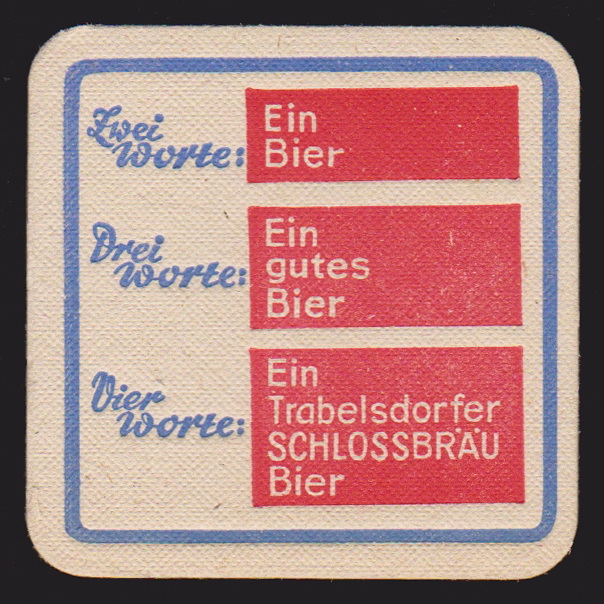 Zwei
Worte:
Ein
Bier
Drei
Worte:
Ein
gutes
Bier
Vier
Worte:
Ein
Trabelsdorfer
SCHLOSSBRÄU
Bier